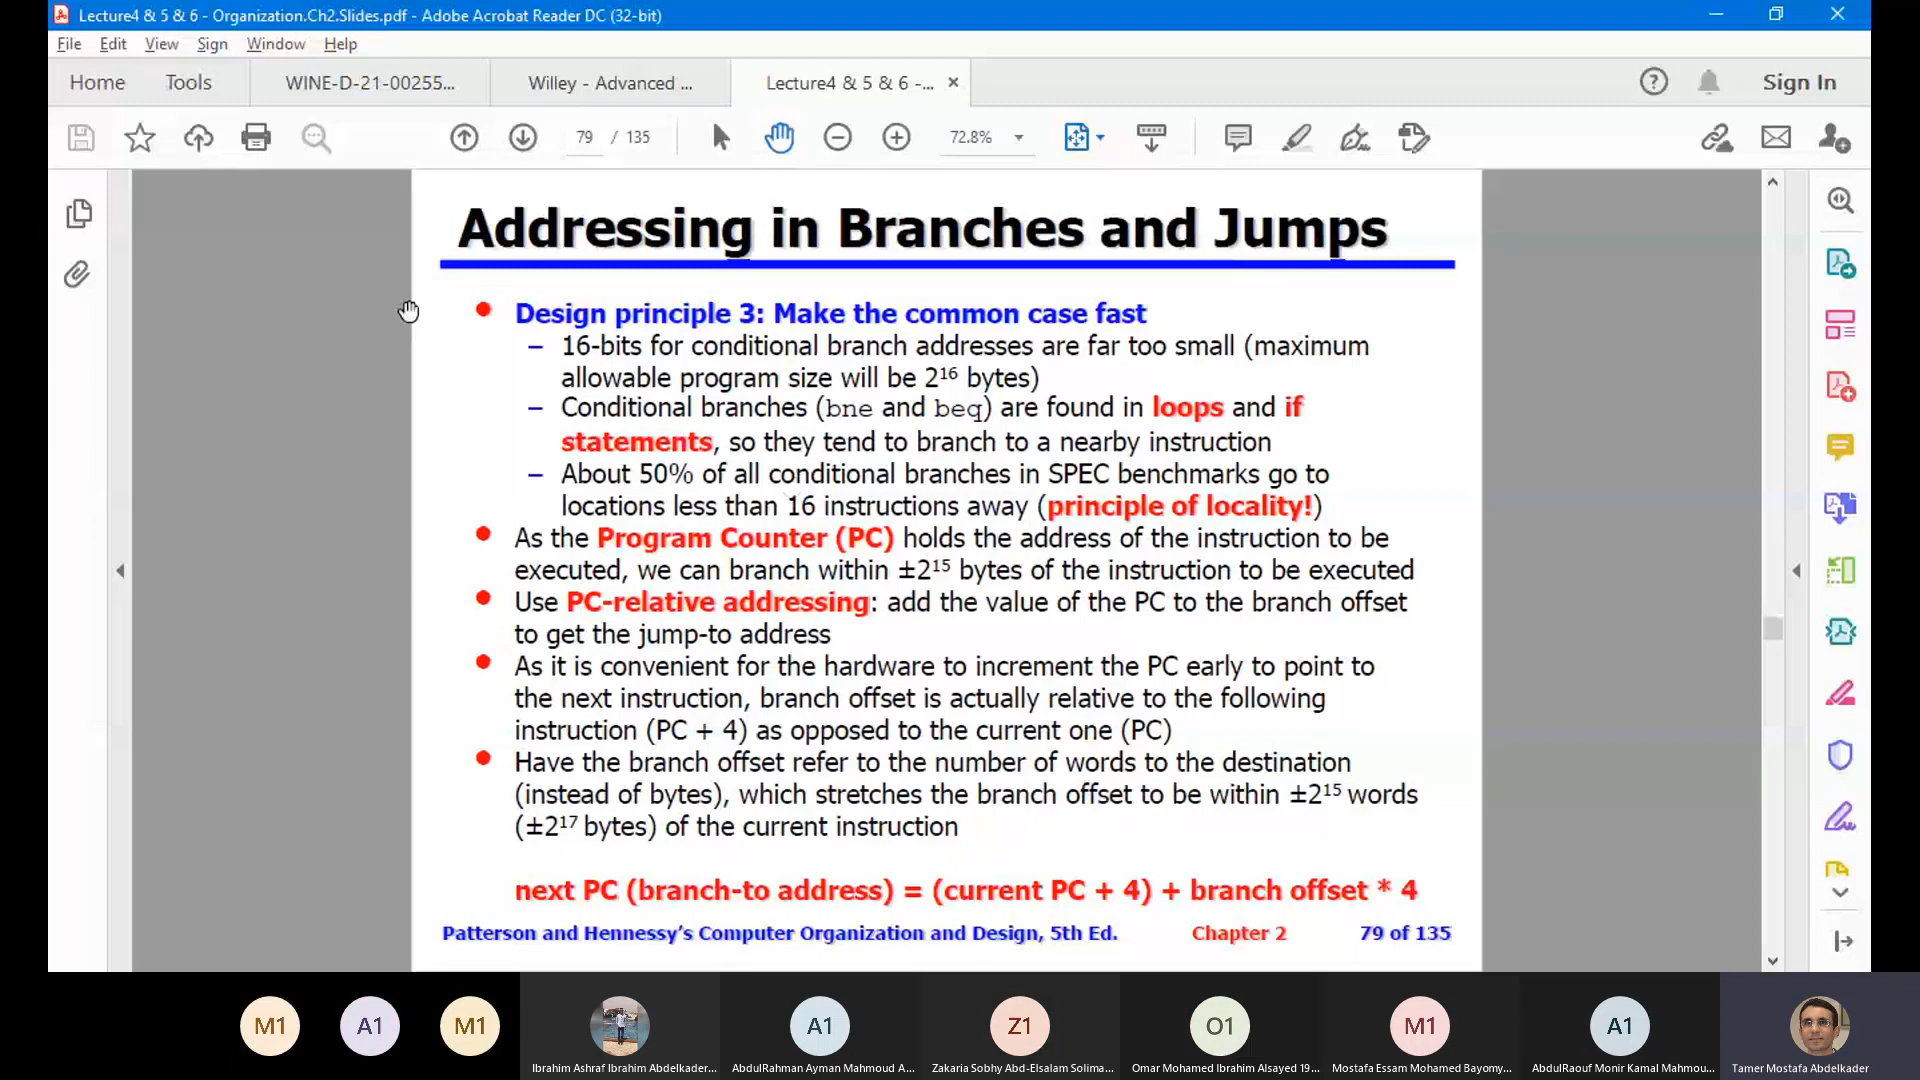 Lecture4 & 5 & 6 - Organization.Ch2.Slides.pdf - Adobe Acrobat Reader DC (32-bit)
File Edit View Sign Window Help
Home Tools WINE-D-21-00255... Willey - Advanced ... Lecture4 & 5 & 6 -... Sign In
79 / 135 72.8%
Addressing in Branches and Jumps
• Design principle 3: Make the common case fast
– 16-bits for conditional branch addresses are far too small (maximum
allowable program size will be 2¹⁶ bytes)
– Conditional branches (bne and beq) are found in loops and if
statements, so they tend to branch to a nearby instruction
– About 50% of all conditional branches in SPEC benchmarks go to
locations less than 16 instructions away (principle of locality!)
• As the Program Counter (PC) holds the address of the instruction to be
executed, we can branch within ±2¹⁵ bytes of the instruction to be executed
• Use PC-relative addressing: add the value of the PC to the branch offset
to get the jump-to address
• As it is convenient for the hardware to increment the PC early to point to
the next instruction, branch offset is actually relative to the following
instruction (PC + 4) as opposed to the current one (PC)
• Have the branch offset refer to the number of words to the destination
(instead of bytes), which stretches the branch offset to be within ±2¹⁵ words
(±2¹⁷ bytes) of the current instruction
next PC (branch-to address) = (current PC + 4) + branch offset * 4
Patterson and Hennessy's Computer Organization and Design, 5th Ed. Chapter 2 79 of 135
M1 A1 M1 A1 Z1 O1 M1 A1
Ibrahim Ashraf Ibrahim Abdelkader... AbdulRahman Ayman Mahmoud A... Zakaria Sobhy Abd-Elsalam Solima... Omar Mohamed Ibrahim Alsayed 19... Mostafa Essam Mohamed Bayomy... AbdulRaouf Monir Kamal Mahmou... Tamer Mostafa Abdelkader